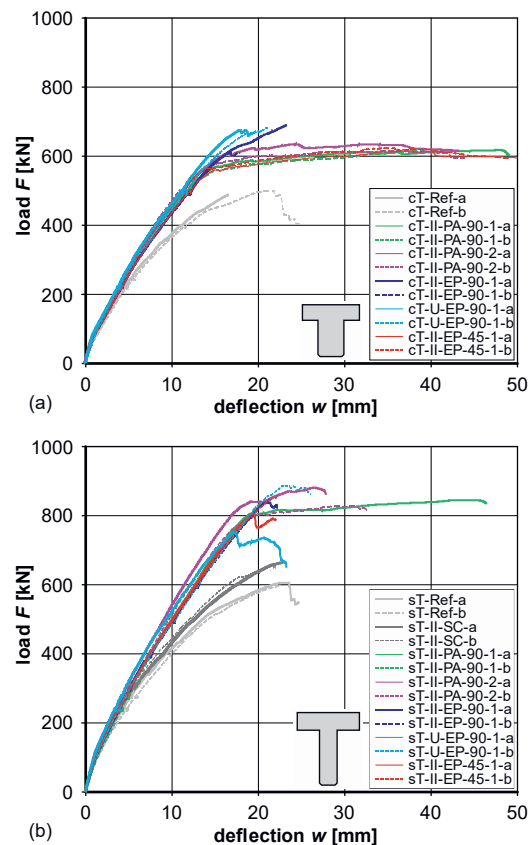 1000
800
600
400
200
0
load F [kN]
cT-Ref-a
cT-Ref-b
cT-II-PA-90-1-a
cT-II-PA-90-1-b
cT-II-PA-90-2-a
cT-II-PA-90-2-b
cT-II-EP-90-1-a
cT-II-EP-90-1-b
cT-U-EP-90-1-a
cT-U-EP-90-1-b
cT-II-EP-45-1-a
cT-II-EP-45-1-b
0 10 20 30 40 50
(a)
deflection w [mm]
1000
800
600
400
200
0
load F [kN]
sT-Ref-a
sT-Ref-b
sT-II-SC-a
sT-II-SC-b
sT-II-PA-90-1-a
sT-II-PA-90-1-b
sT-II-PA-90-2-a
sT-II-PA-90-2-b
sT-II-EP-90-1-a
sT-II-EP-90-1-b
sT-U-EP-90-1-a
sT-U-EP-90-1-b
sT-II-EP-45-1-a
sT-II-EP-45-1-b
0 10 20 30 40 50
(b)
deflection w [mm]